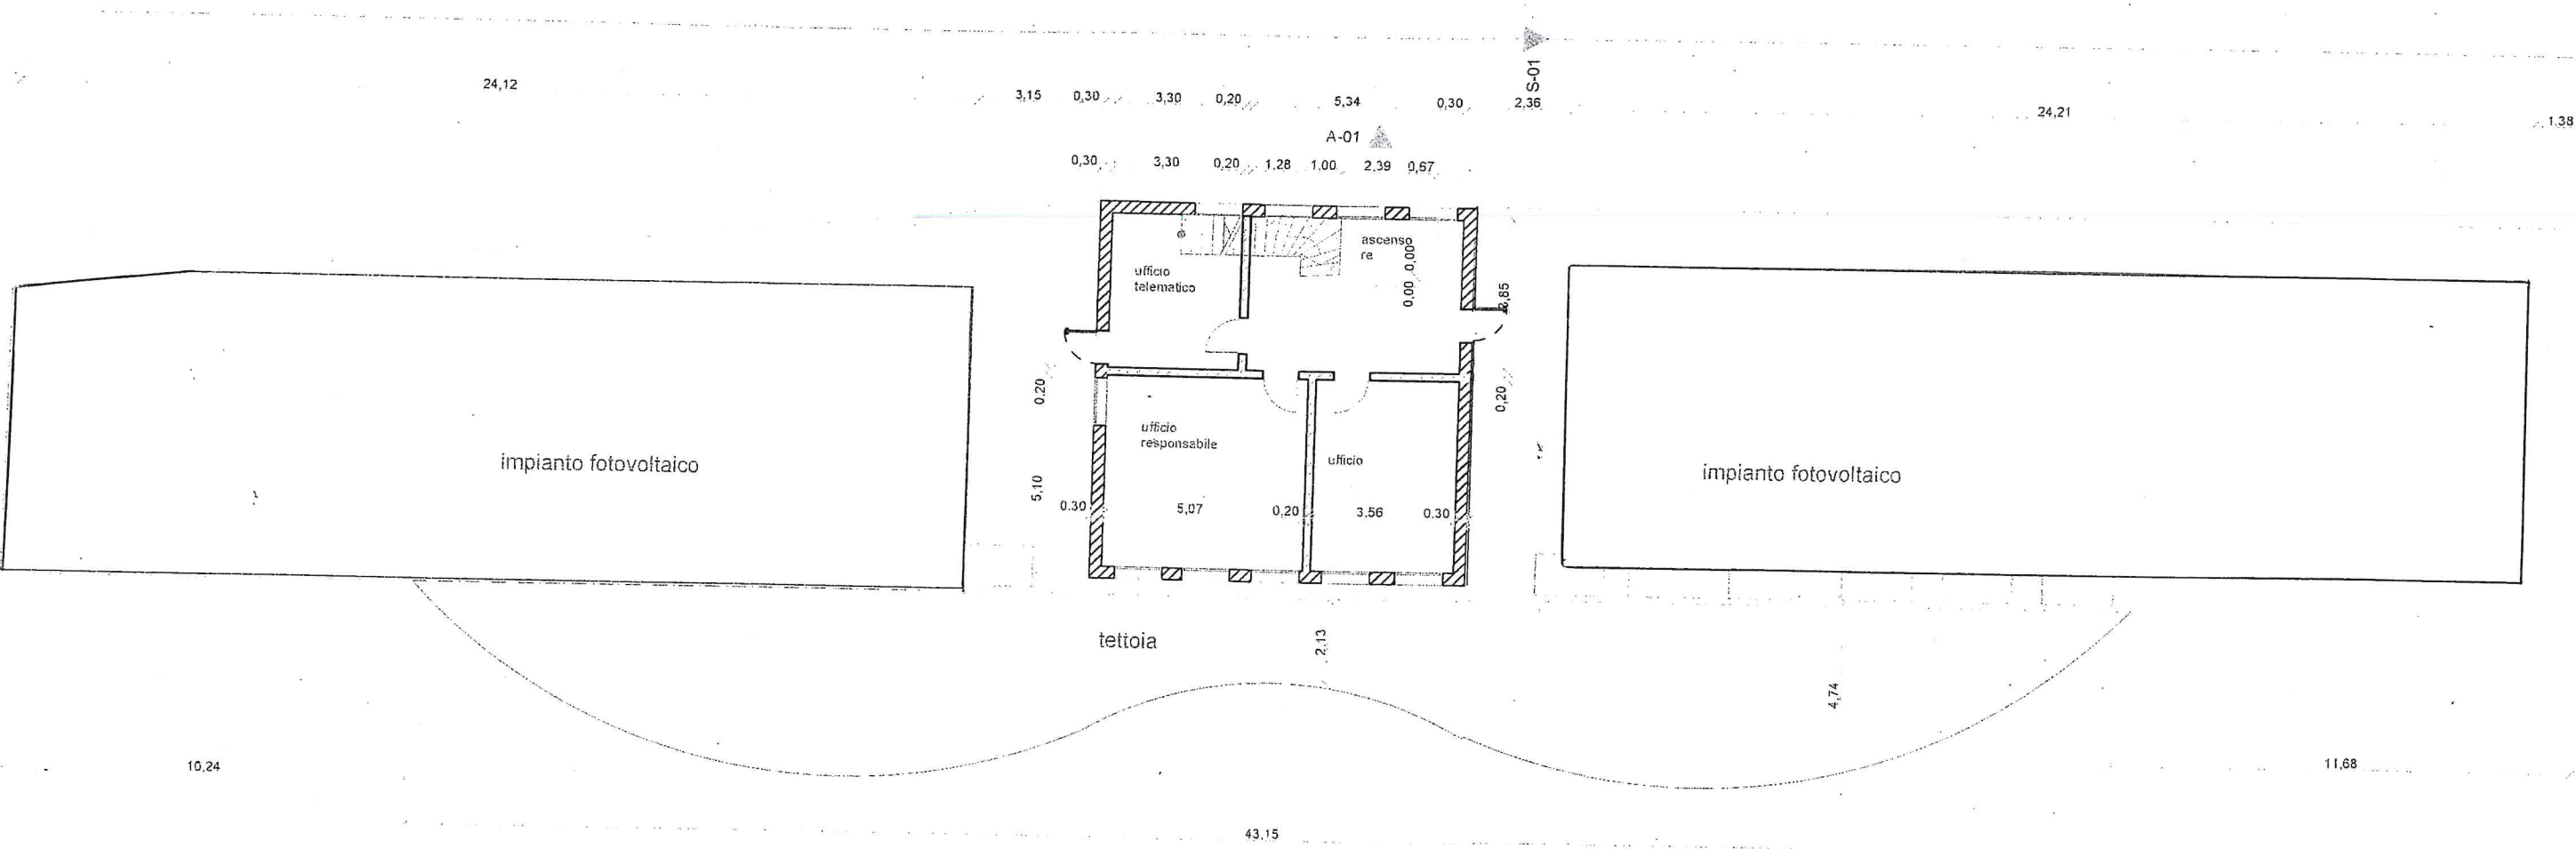 S-01
24,12
3,15 0,30 3,30 0,20 5,34 0,30 2,36
24,21
1,38
A-01
0,30 3,30 0,20 1,28 1,00 2,39 0,67
ascenso
re
0,00 0,00
ufficio
telematico
0,20
0,20
ufficio
responsabile
ufficio
impianto fotovoltaico
impianto fotovoltaico
5,10
0.30 5,07 0,20 3.56 0.30
tettoia
2,13
4,74
10,24
11,68
43,15